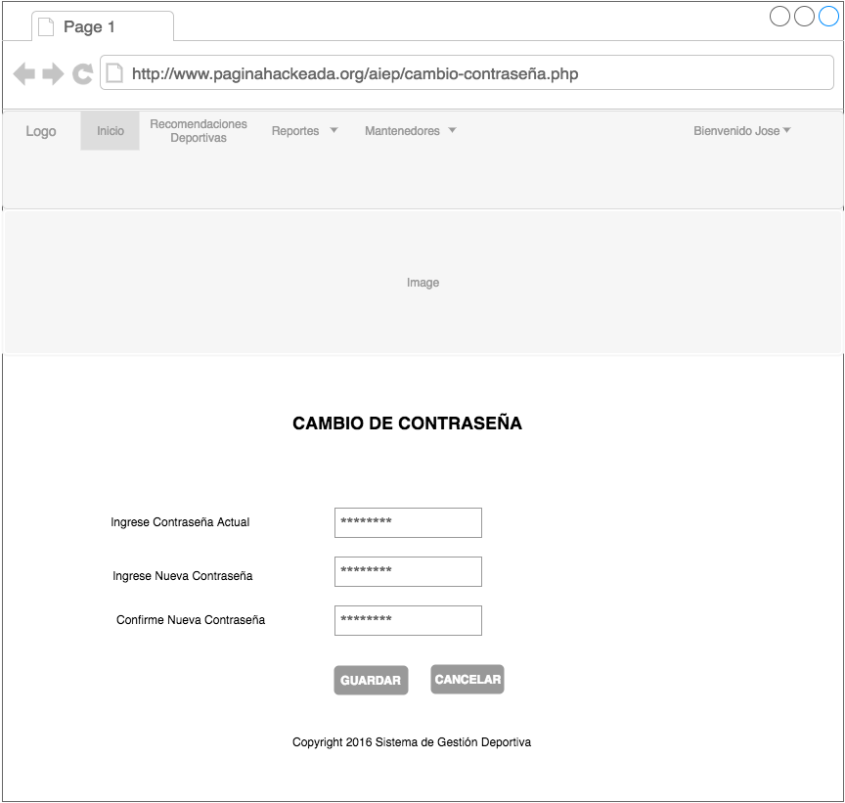 Page 1
http://www.paginahackeada.org/aiep/cambio-contraseña.php
Logo
Inicio
Recomendaciones
Deportivas
Reportes
Mantenedores
Bienvenido Jose
Image
CAMBIO DE CONTRASEÑA
Ingrese Contraseña Actual ********
Ingrese Nueva Contraseña ********
Confirme Nueva Contraseña ********
GUARDAR CANCELAR
Copyright 2016 Sistema de Gestión Deportiva